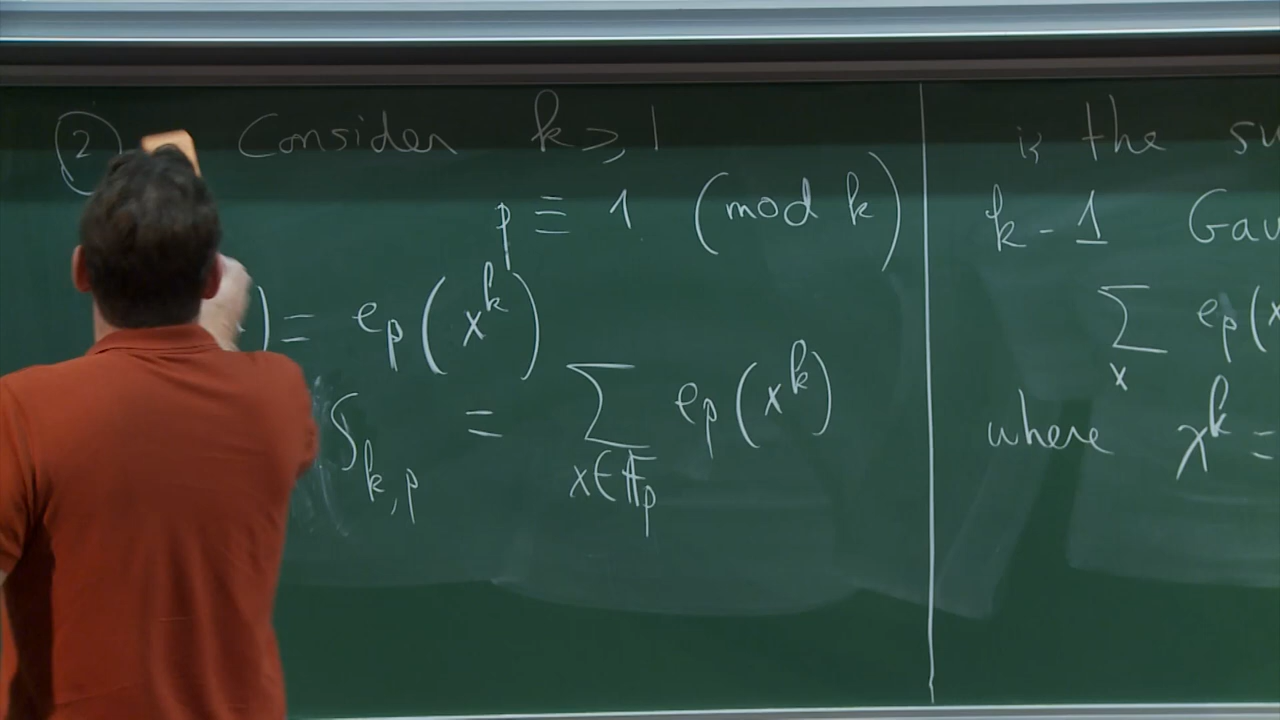 ② Consider k ≥ 1
p ≡ 1 (mod k)
) = e_p(x^k)
S_{k,p} = ∑_{x∈𝔽_p} e_p(x^k)
is the su
k - 1 Gau
∑_x e_p(x
where χ^k =